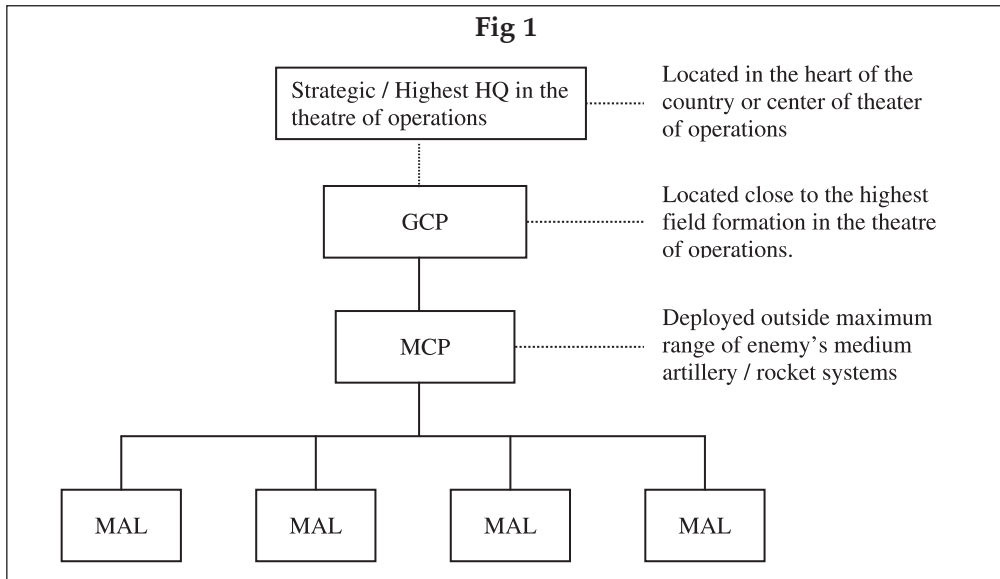 Fig 1
Strategic / Highest HQ in the
theatre of operations
Located in the heart of the
country or center of theater
of operations
GCP
Located close to the highest
field formation in the theatre
of operations.
MCP
Deployed outside maximum
range of enemy's medium
artillery / rocket systems
MAL
MAL
MAL
MAL